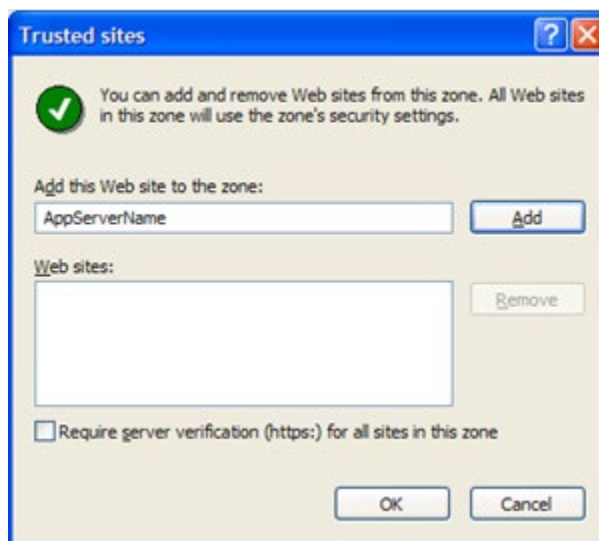 Trusted sites
You can add and remove Web sites from this zone. All Web sites
in this zone will use the zone's security settings.
Add this Web site to the zone:
AppServerName
Add
Web sites:
Remove
Require server verification (https:) for all sites in this zone
OK
Cancel